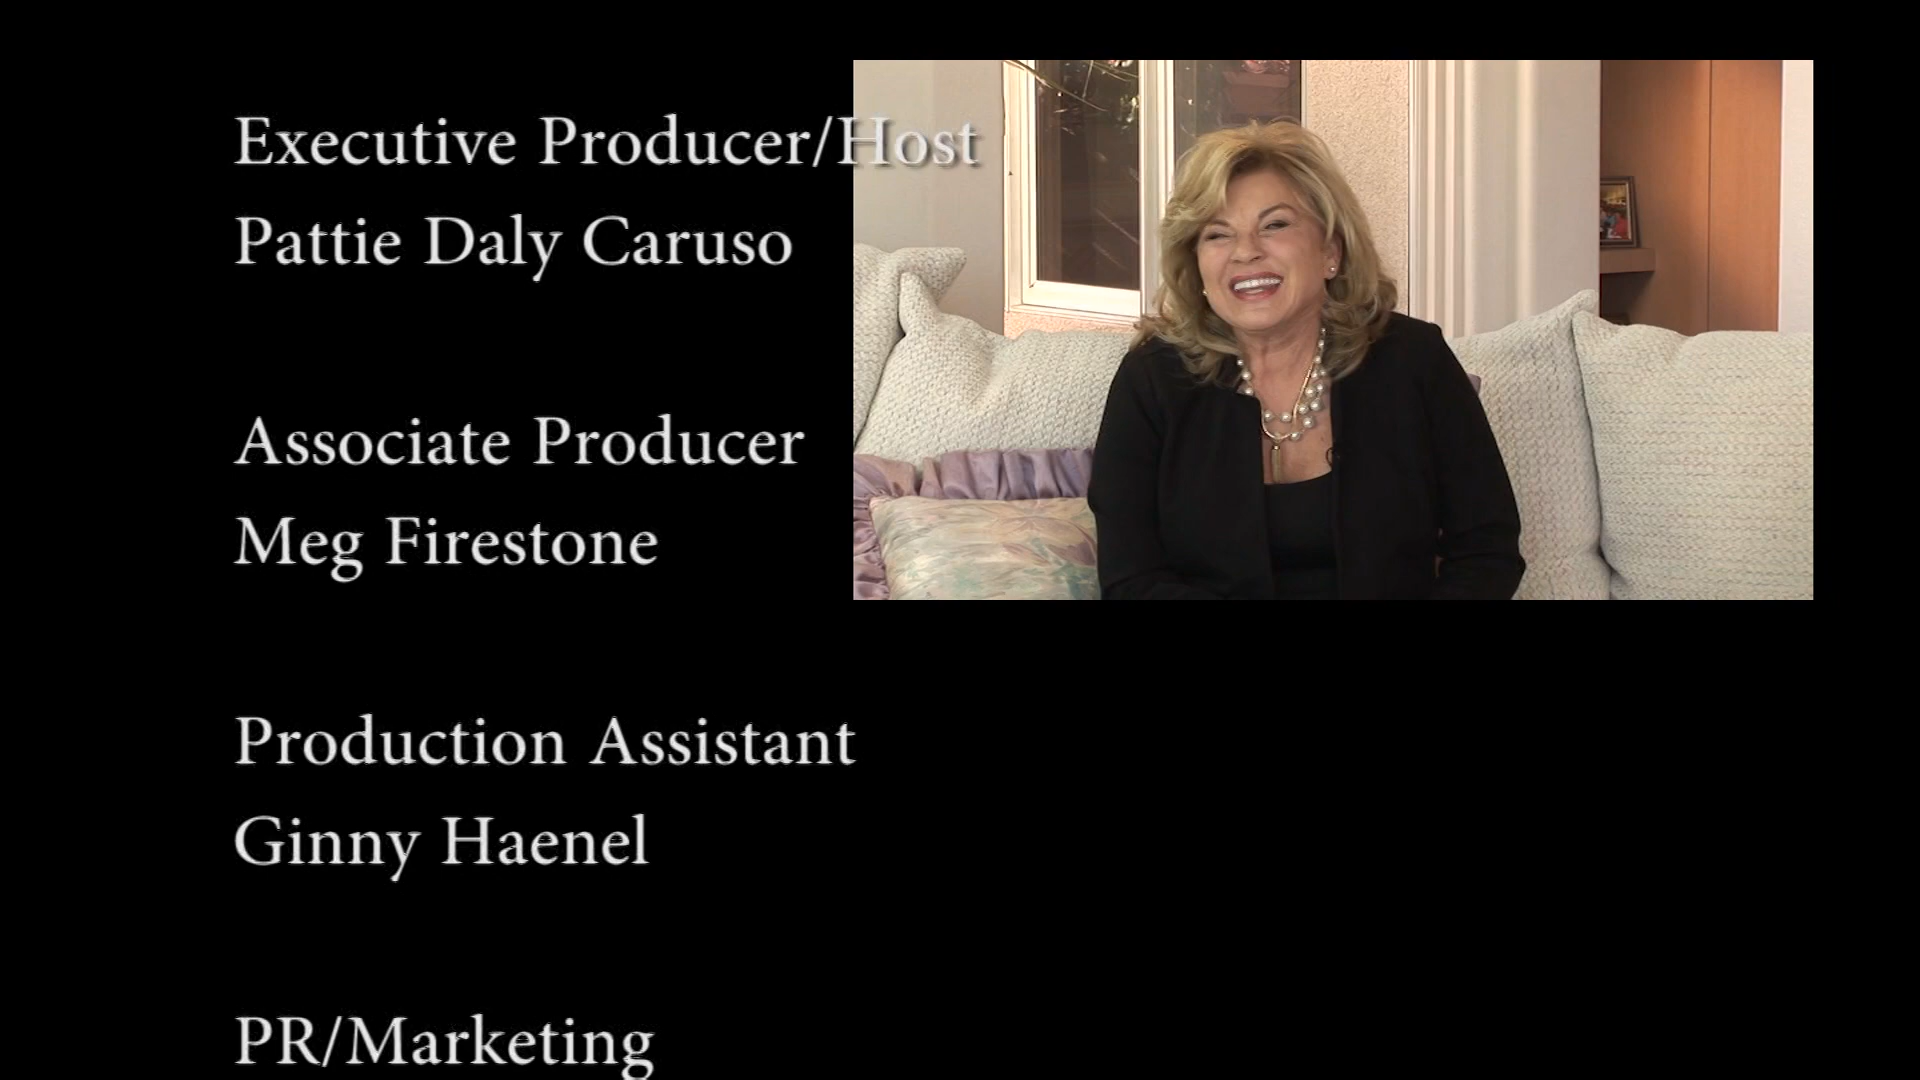 Executive Producer/Host
Pattie Daly Caruso
Associate Producer
Meg Firestone
Production Assistant
Ginny Haenel
PR/Marketing